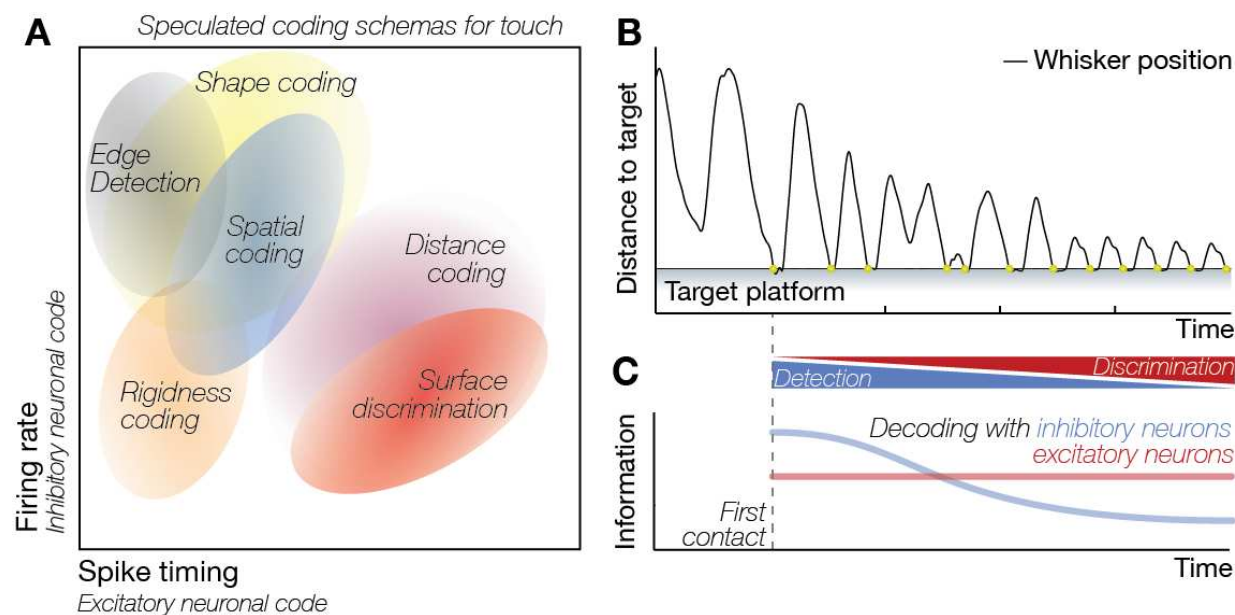 A
Speculated coding schemas for touch
Shape coding
Edge
Detection
Spatial
coding
Distance
coding
Rigidness
coding
Surface
discrimination
Firing rate
Inhibitory neuronal code
Spike timing
Excitatory neuronal code
B
Whisker position
Distance to target
Target platform
Time
C
Discrimination
Detection
Decoding with inhibitory neurons
excitatory neurons
Information
First
contact
Time